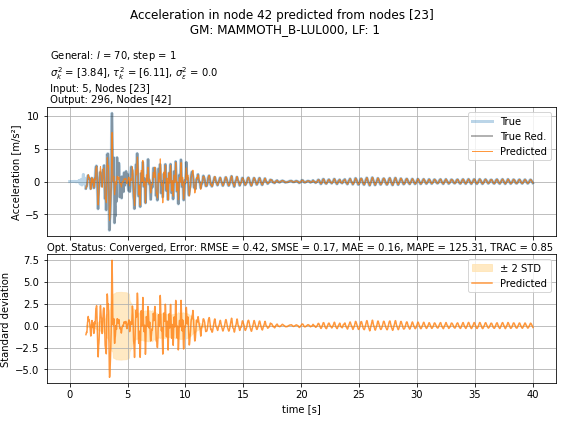 Acceleration in node 42 predicted from nodes [23]
GM: MAMMOTH_B-LUL000, LF: 1
General: l = 70, step = 1
σ²ₖ = [3.84], τ²ₖ = [6.11], σ²ε = 0.0
Input: 5, Nodes [23]
Output: 296, Nodes [42]
True
True Red.
Predicted
Acceleration [m/s²]
10
5
0
−5
Opt. Status: Converged, Error: RMSE = 0.42, SMSE = 0.17, MAE = 0.16, MAPE = 125.31, TRAC = 0.85
± 2 STD
Predicted
Standard deviation
7.5
5.0
2.5
0.0
−2.5
−5.0
0 5 10 15 20 25 30 35 40
time [s]